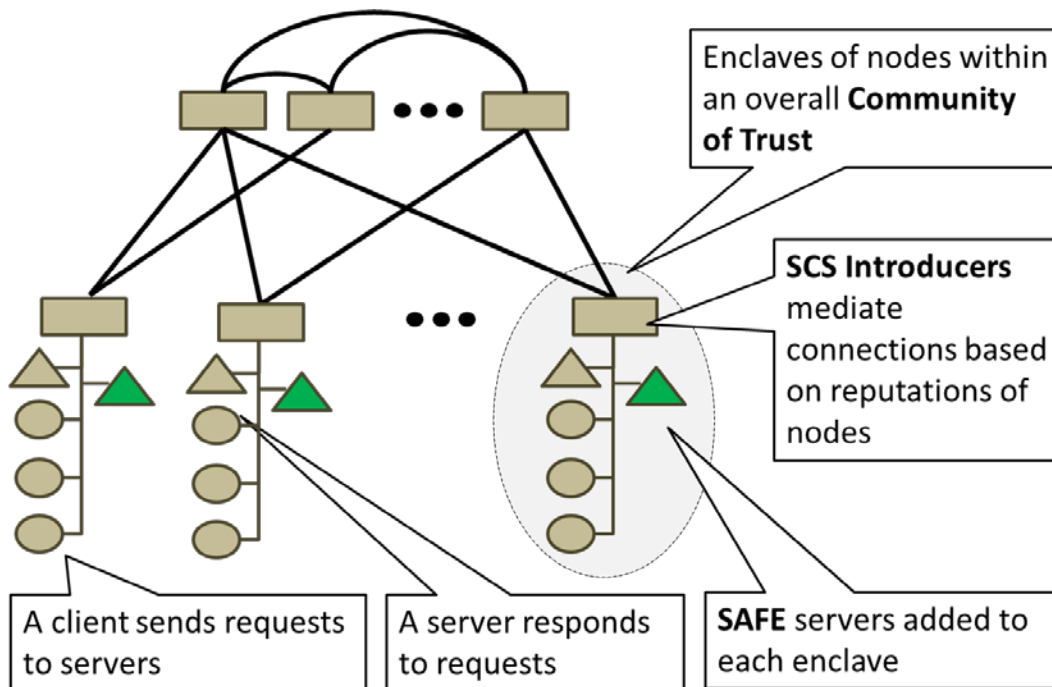 Enclaves of nodes within
an overall Community
of Trust
SCS Introducers
mediate
connections based
on reputations of
nodes
A client sends requests
to servers
A server responds
to requests
SAFE servers added to
each enclave